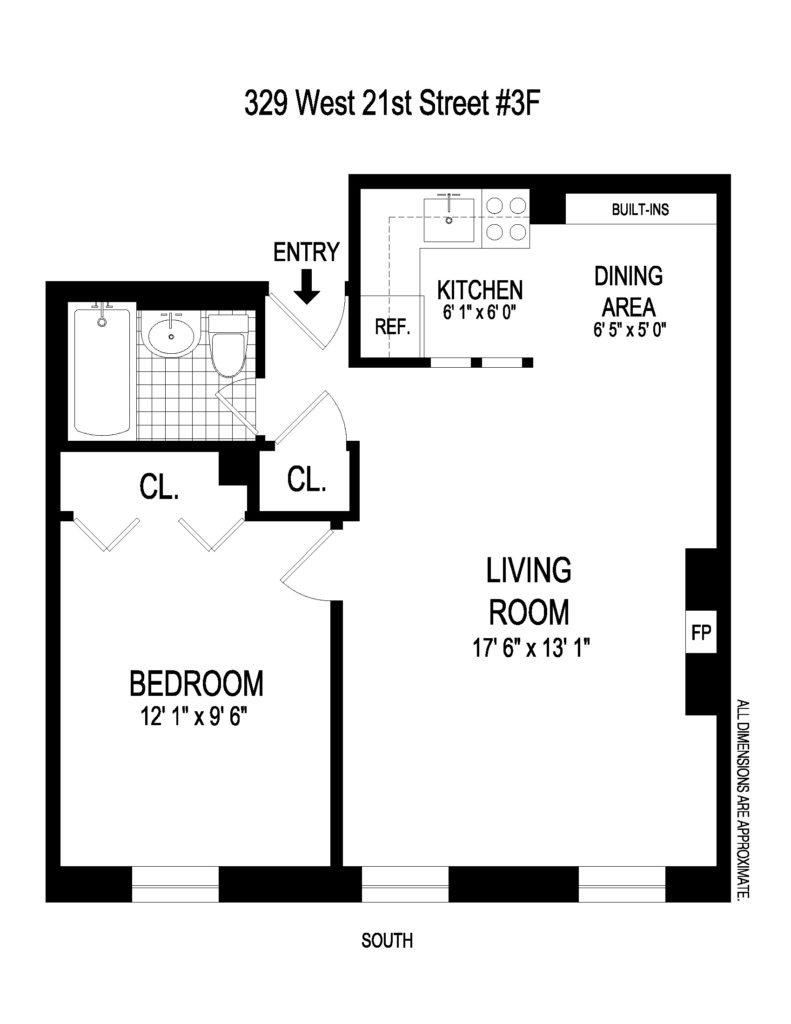 329 West 21st Street #3F
BUILT-INS
ENTRY
KITCHEN
6' 1" x 6' 0"
DINING
AREA
6' 5" x 5' 0"
REF.
CL.
CL.
LIVING
ROOM
17' 6" x 13' 1"
FP
BEDROOM
12' 1" x 9' 6"
ALL DIMENSIONS ARE APPROXIMATE.
SOUTH